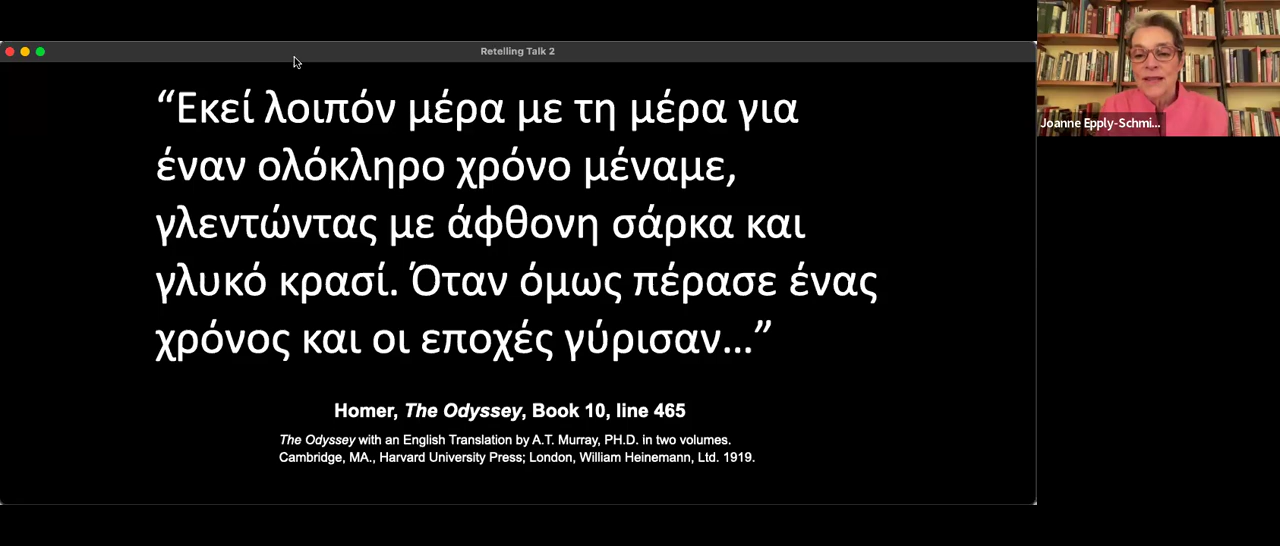 Retelling Talk 2
“Εκεί λοιπόν μέρα με τη μέρα για
έναν ολόκληρο χρόνο μέναμε,
γλεντώντας με άφθονη σάρκα και
γλυκό κρασί. Όταν όμως πέρασε ένας
χρόνος και οι εποχές γύρισαν...”
Homer, The Odyssey, Book 10, line 465
The Odyssey with an English Translation by A.T. Murray, PH.D. in two volumes.
Cambridge, MA., Harvard University Press; London, William Heinemann, Ltd. 1919.
Joanne Epply-Schmi...